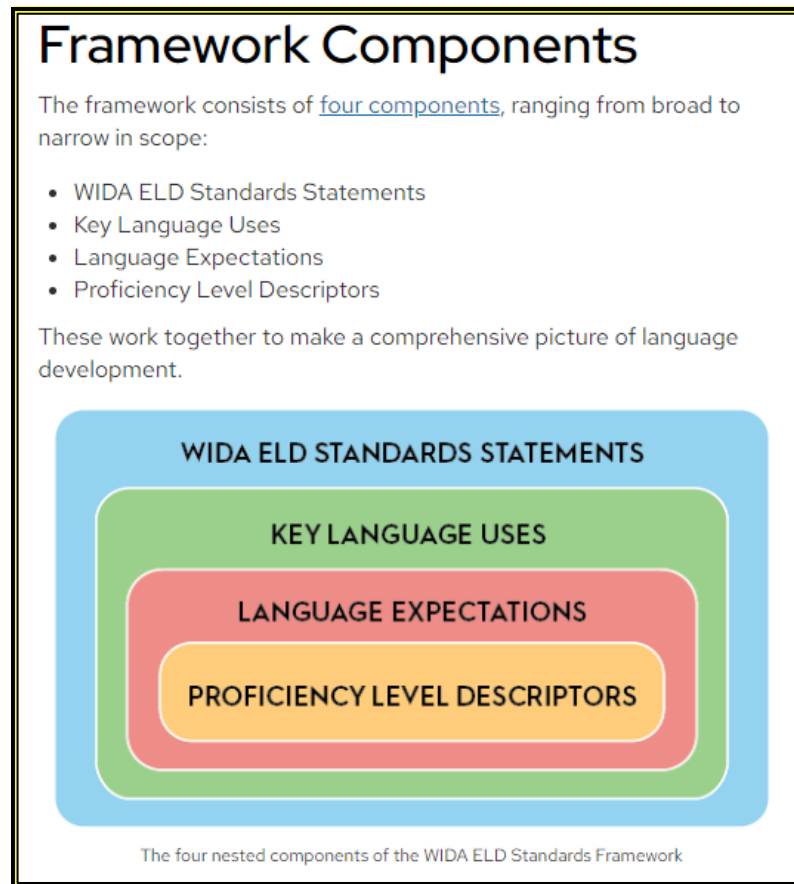 Framework Components
The framework consists of four components, ranging from broad to
narrow in scope:
• WIDA ELD Standards Statements
• Key Language Uses
• Language Expectations
• Proficiency Level Descriptors
These work together to make a comprehensive picture of language
development.
WIDA ELD STANDARDS STATEMENTS
KEY LANGUAGE USES
LANGUAGE EXPECTATIONS
PROFICIENCY LEVEL DESCRIPTORS
The four nested components of the WIDA ELD Standards Framework